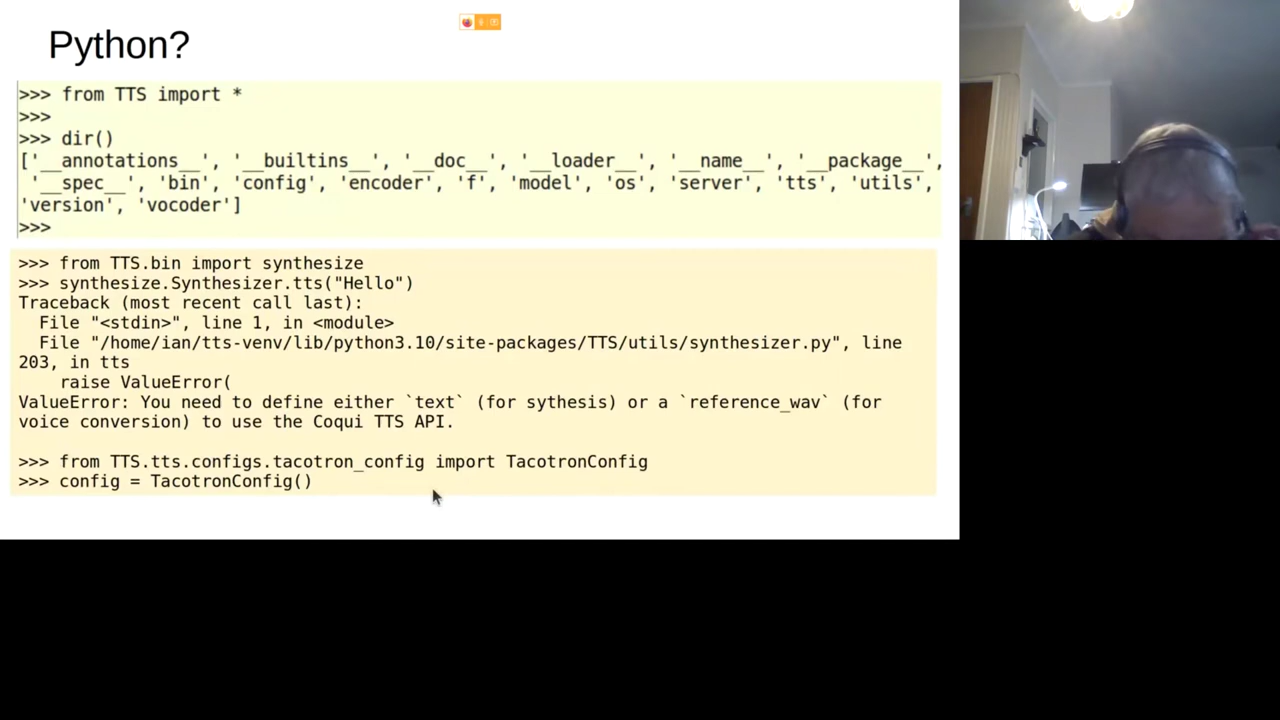 Python?
>>> from TTS import *
>>>
>>> dir()
['__annotations__', '__builtins__', '__doc__', '__loader__', '__name__', '__package__',
'__spec__', 'bin', 'config', 'encoder', 'f', 'model', 'os', 'server', 'tts', 'utils',
'version', 'vocoder']
>>>
>>> from TTS.bin import synthesize
>>> synthesize.Synthesizer.tts("Hello")
Traceback (most recent call last):
File "<stdin>", line 1, in <module>
File "/home/ian/tts-venv/lib/python3.10/site-packages/TTS/utils/synthesizer.py", line
203, in tts
raise ValueError(
ValueError: You need to define either `text` (for sythesis) or a `reference_wav` (for
voice conversion) to use the Coqui TTS API.
>>> from TTS.tts.configs.tacotron_config import TacotronConfig
>>> config = TacotronConfig()